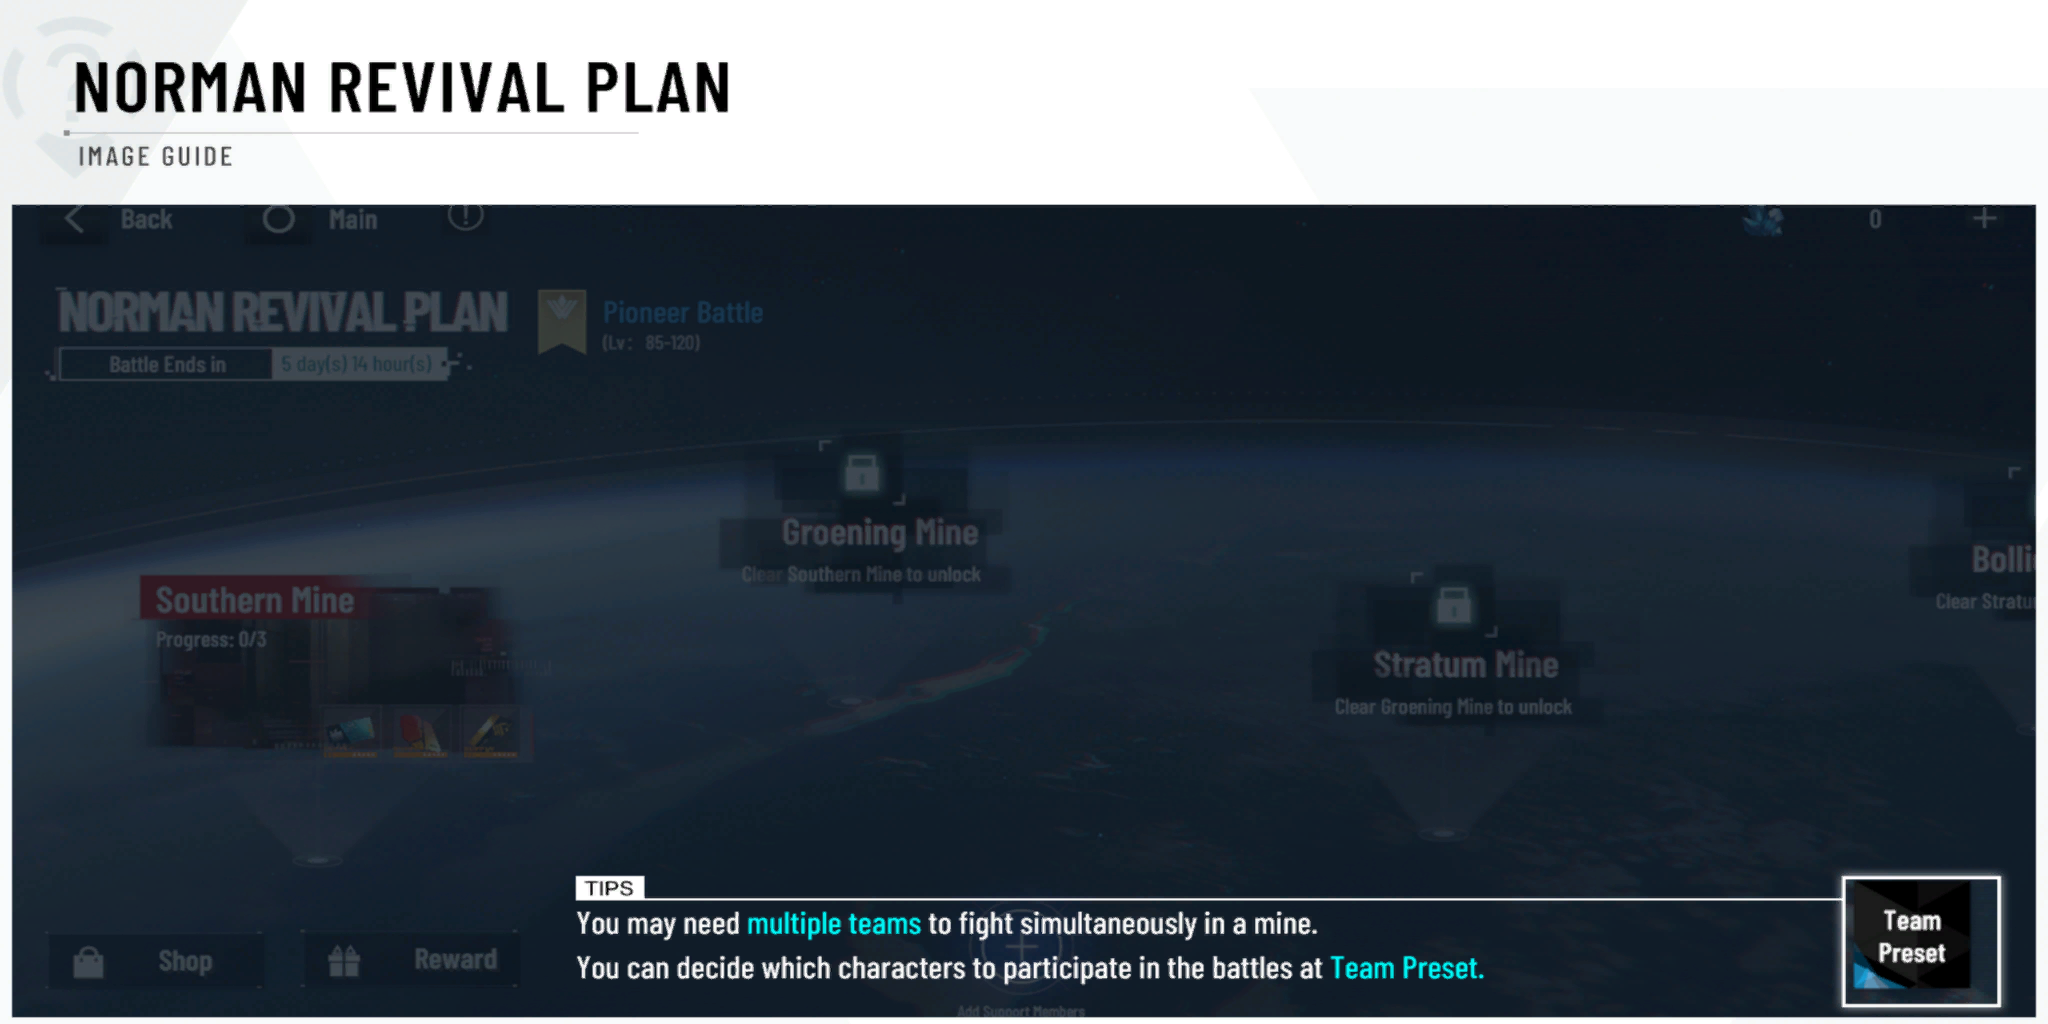 NORMAN REVIVAL PLAN
IMAGE GUIDE
Back
Main
0
NORMAN REVIVAL PLAN
Pioneer Battle
(Lv: 85-120)
Battle Ends in
5 day(s) 14 hour(s)
Groening Mine
Clear Southern Mine to unlock
Southern Mine
Progress: 0/3
Bolli
Clear Stratu
Stratum Mine
Clear Groening Mine to unlock
TIPS
You may need multiple teams to fight simultaneously in a mine.
You can decide which characters to participate in the battles at Team Preset.
Team
Preset
Shop
Reward
Add Support Members